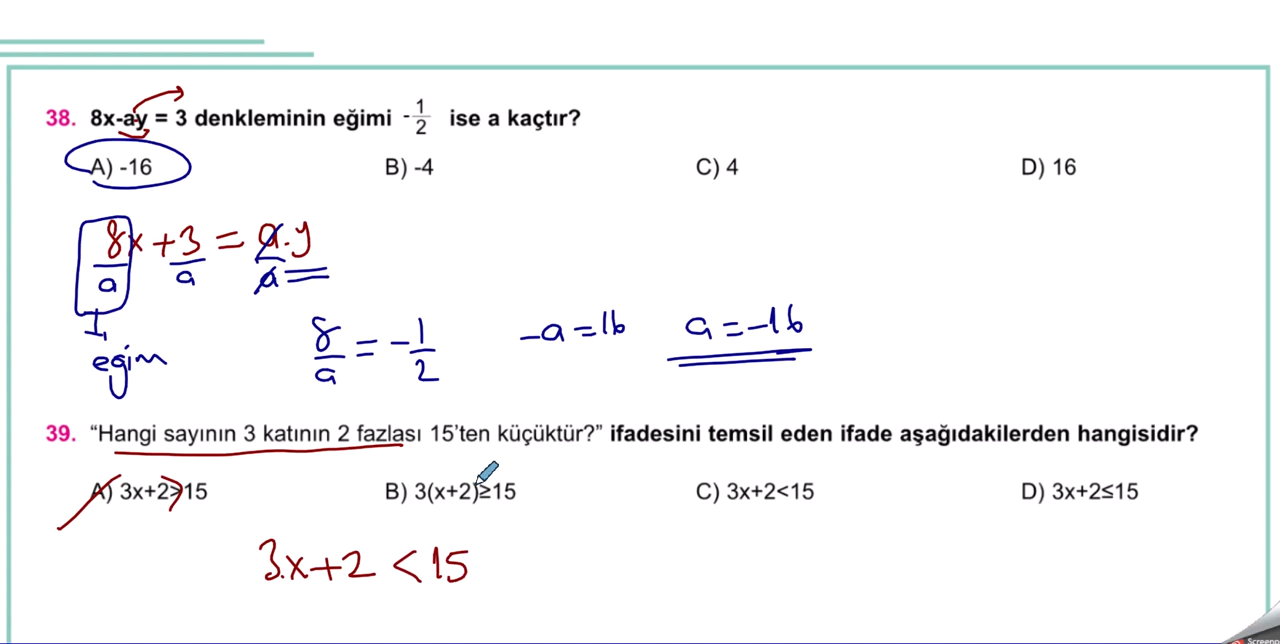 38. 8x-ay = 3 denkleminin eğimi -1/2 ise a kaçtır?
A) -16 B) -4 C) 4 D) 16
8x/a + 3/a = a.y/a
eğim
8/a = -1/2 -a = 16 a = -16
39. “Hangi sayının 3 katının 2 fazlası 15’ten küçüktür?” ifadesini temsil eden ifade aşağıdakilerden hangisidir?
A) 3x+2>15 B) 3(x+2)≥15 C) 3x+2<15 D) 3x+2≤15
3.x+2 < 15